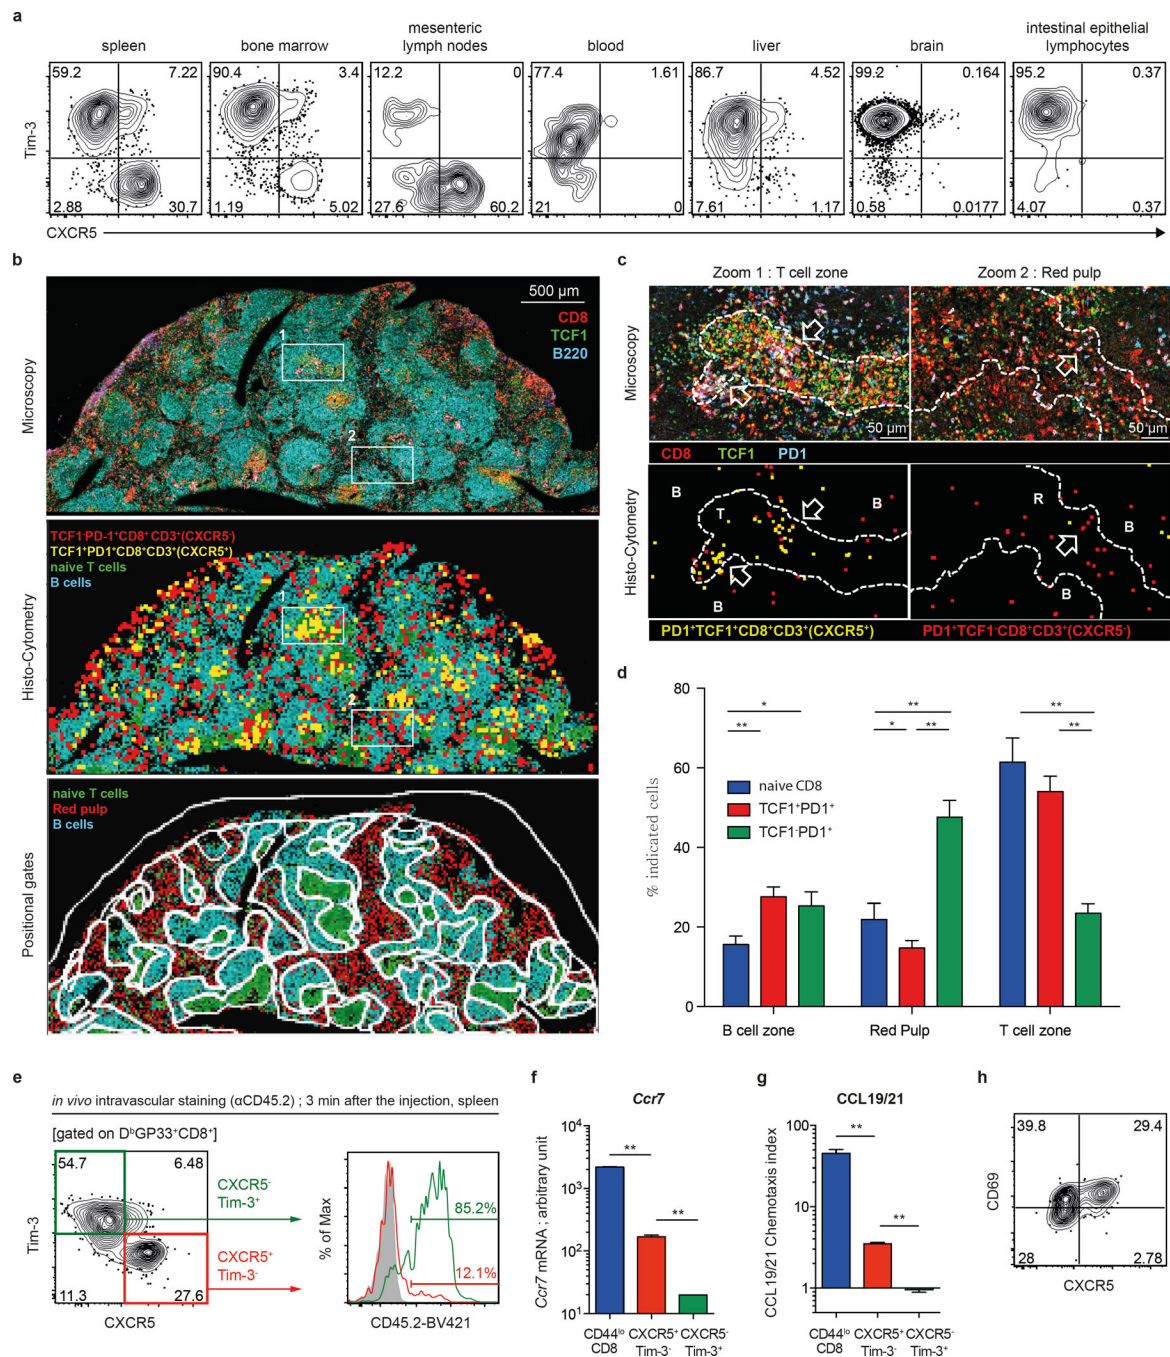 a
spleen
bone marrow
mesenteric
lymph nodes
blood
liver
brain
intestinal epithelial
lymphocytes
Tim-3
59.2 7.22
2.88 30.7
90.4 3.4
1.19 5.02
12.2 0
27.6 60.2
77.4 1.61
21 0
86.7 4.52
7.61 1.17
99.2 0.164
0.58 0.0177
95.2 0.37
4.07 0.37
CXCR5
b
Microscopy
500 µm
CD8
TCF1
B220
1
2
Histo-Cytometry
TCF1⁻PD-1⁺CD8⁺CD3⁺(CXCR5⁻)
TCF1⁺PD1⁺CD8⁺CD3⁺(CXCR5⁺)
naive T cells
B cells
1
2
Positional gates
naive T cells
Red pulp
B cells
c
Zoom 1 : T cell zone
Zoom 2 : Red pulp
Microscopy
50 µm
50 µm
CD8 TCF1 PD1
Histo-Cytometry
B
T
B
B
R
B
B
PD1⁺TCF1⁺CD8⁺CD3⁺(CXCR5⁺)
PD1⁺TCF1⁻CD8⁺CD3⁺(CXCR5⁻)
d
% indicated cells
80
60
40
20
0
* ** ** * ** ** **
naive CD8
TCF1⁺PD1⁺
TCF1⁻PD1⁺
B cell zone
Red Pulp
T cell zone
e
in vivo intravascular staining (αCD45.2) ; 3 min after the injection, spleen
[gated on DᵇGP33⁺CD8⁺]
Tim-3
54.7 6.48
11.3 27.6
CXCR5
CXCR5⁻
Tim-3⁺
CXCR5⁺
Tim-3⁻
% of Max
85.2%
12.1%
CD45.2-BV421
f
Ccr7
Ccr7 mRNA ; arbitrary unit
10⁴
10³
10²
10¹
**
**
CD44ˡᵒ
CD8
CXCR5⁺
Tim-3⁻
CXCR5⁻
Tim-3⁺
g
CCL19/21
CCL19/21 Chemotaxis index
100
10
1
**
**
CD44ˡᵒ
CD8
CXCR5⁺
Tim-3⁻
CXCR5⁻
Tim-3⁺
h
CD69
39.8 29.4
28 2.78
CXCR5